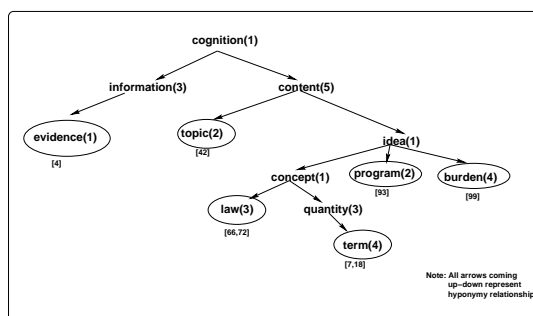 cognition(1)
information(3)
content(5)
evidence(1)
[4]
topic(2)
[42]
idea(1)
concept(1)
program(2)
[93]
burden(4)
[99]
law(3)
[66,72]
quantity(3)
term(4)
[7,18]
Note: All arrows coming
up-down represent
hyponymy relationship